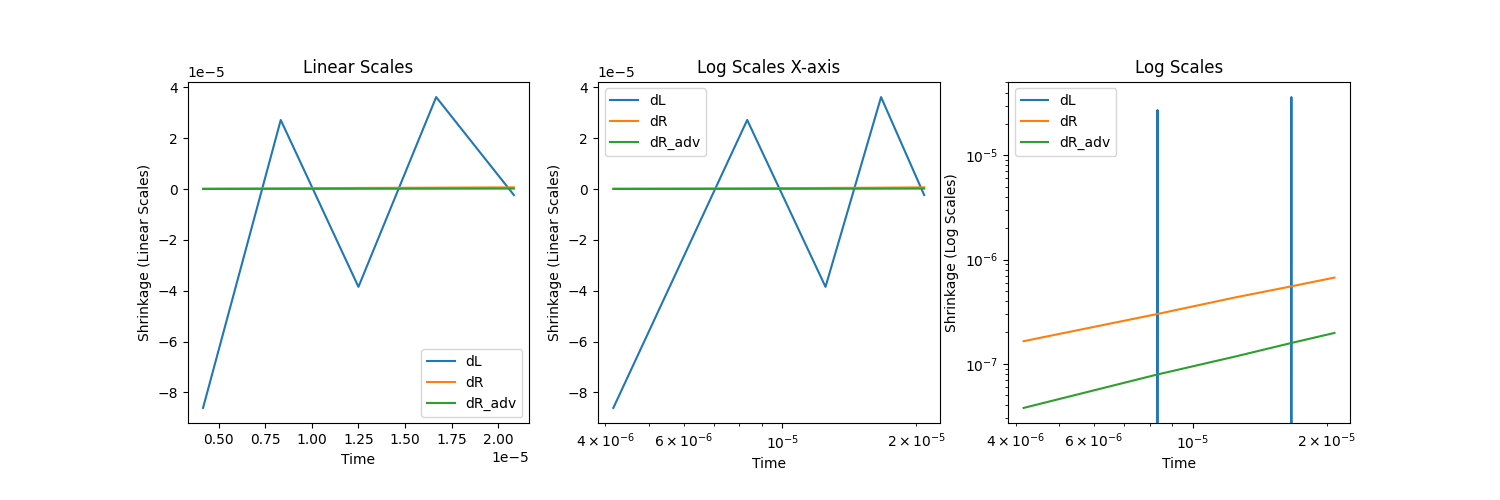 Linear Scales
1e−5
4
2
0
−2
−4
−6
−8
Shrinkage (Linear Scales)
dL
dR
dR_adv
0.50 0.75 1.00 1.25 1.50 1.75 2.00
1e−5
Time
Log Scales X-axis
1e−5
4
2
0
−2
−4
−6
−8
Shrinkage (Linear Scales)
dL
dR
dR_adv
4 × 10⁻⁶ 6 × 10⁻⁶ 10⁻⁵ 2 × 10⁻⁵
Time
Log Scales
10⁻⁵
10⁻⁶
10⁻⁷
Shrinkage (Log Scales)
dL
dR
dR_adv
4 × 10⁻⁶ 6 × 10⁻⁶ 10⁻⁵ 2 × 10⁻⁵
Time